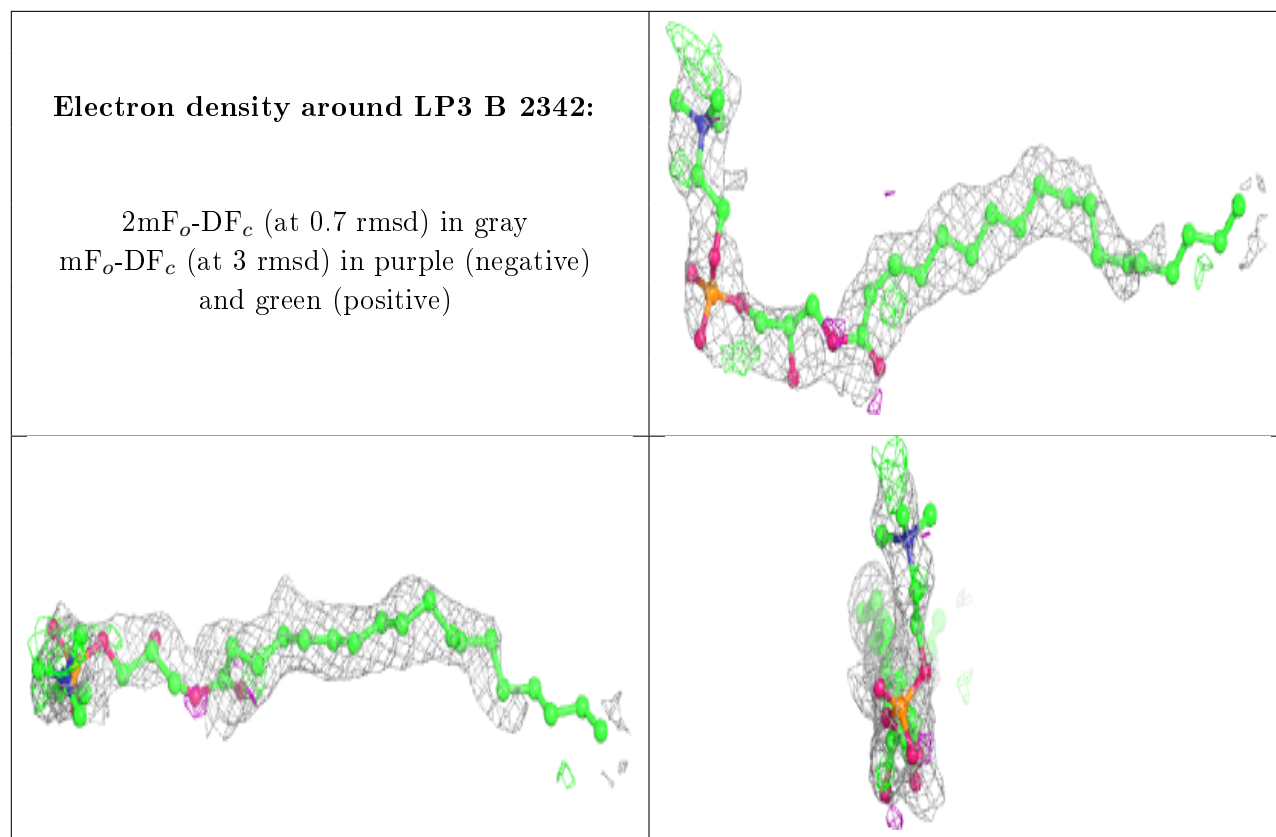 Electron density around LP3 B 2342:
2mF$_o$-DF$_c$ (at 0.7 rmsd) in gray
mF$_o$-DF$_c$ (at 3 rmsd) in purple (negative)
and green (positive)